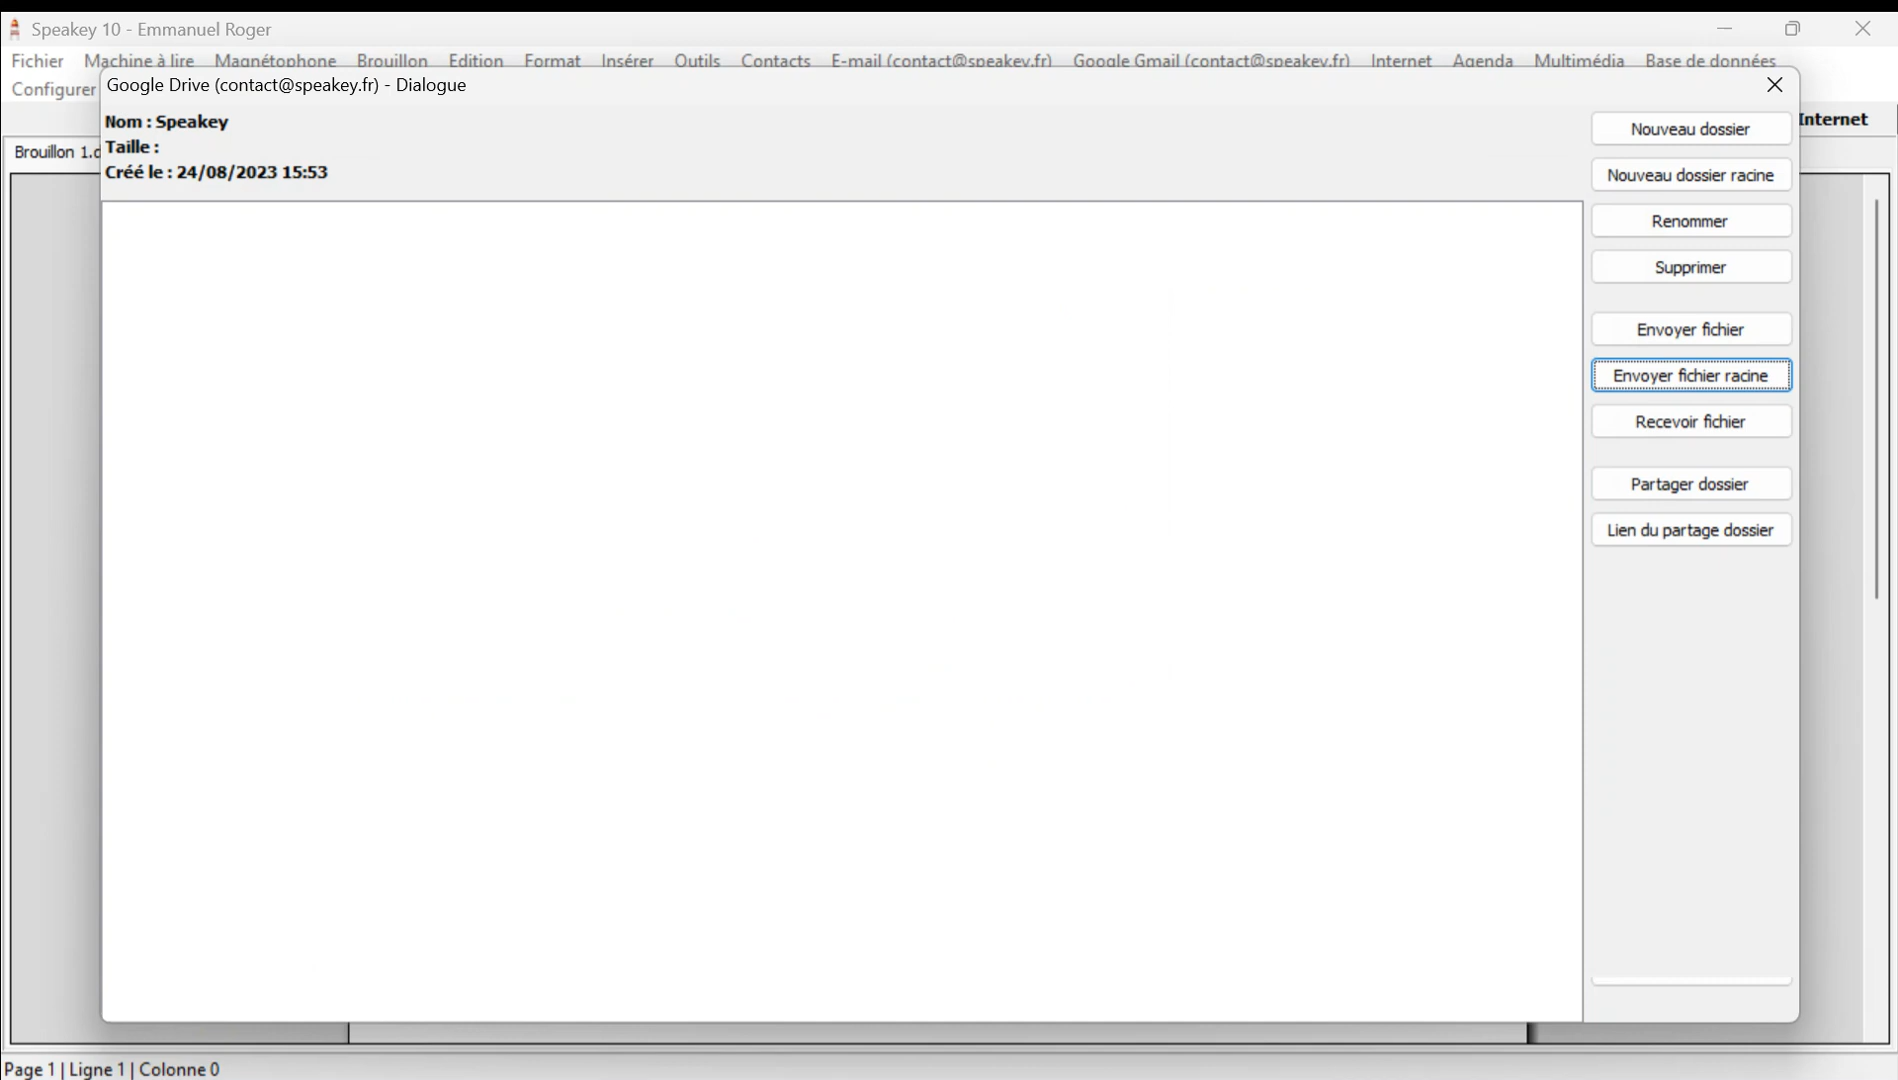 Speakey 10 - Emmanuel Roger
Fichier Machine à lire Magnétophone Brouillon Edition Format Insérer Outils Contacts E-mail (contact@speakey.fr) Google Gmail (contact@speakey.fr) Internet Agenda Multimédia Base de données
Configurer
Google Drive (contact@speakey.fr) - Dialogue
Nom : Speakey
Taille :
Créé le : 24/08/2023 15:53
Internet
Brouillon 1.d
Nouveau dossier
Nouveau dossier racine
Renommer
Supprimer
Envoyer fichier
Envoyer fichier racine
Recevoir fichier
Partager dossier
Lien du partage dossier
Page 1 | Ligne 1 | Colonne 0